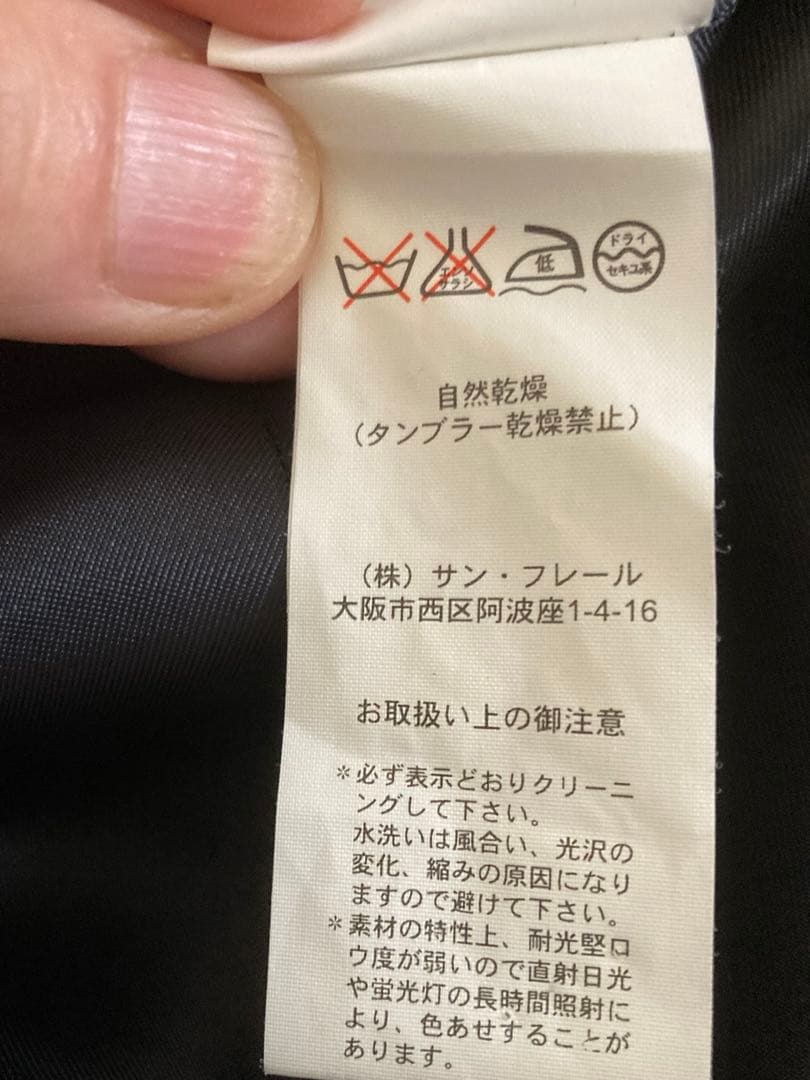 エンソ
サラシ
低
ドライ
セキユ系
自然乾燥
（タンブラー乾燥禁止）
（株）サン・フレール
大阪市西区阿波座1-4-16
お取扱い上の御注意
＊必ず表示どおりクリーニ
ングして下さい。
水洗いは風合い、光沢の
変化、縮みの原因になり
ますので避けて下さい。
＊素材の特性上、耐光堅ロ
ウ度が弱いので直射日光
や蛍光灯の長時間照射に
より、色あせすることが
あります。